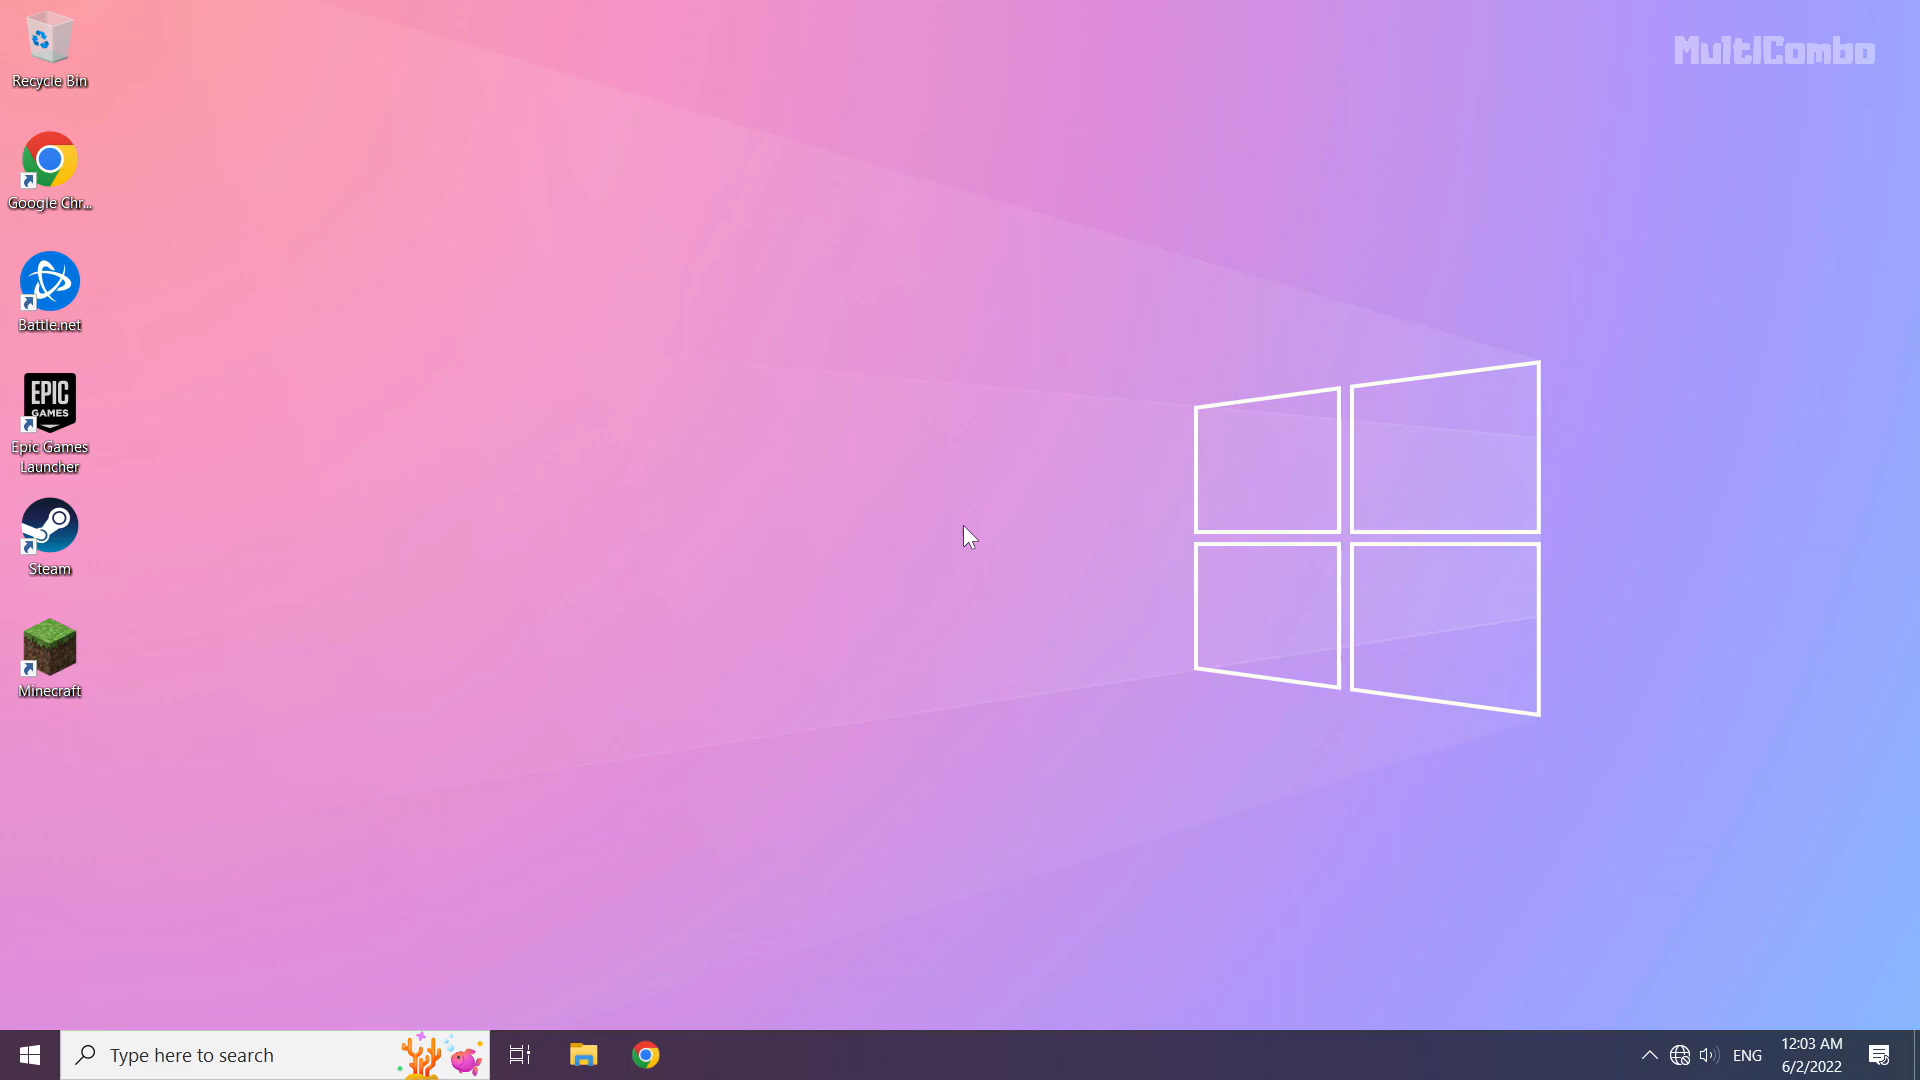 Recycle Bin
MultiCombo
Google Chr...
Battle.net
EPIC
GAMES
Epic Games
Launcher
Steam
Minecraft
Type here to search
ENG
12:03 AM
6/2/2022